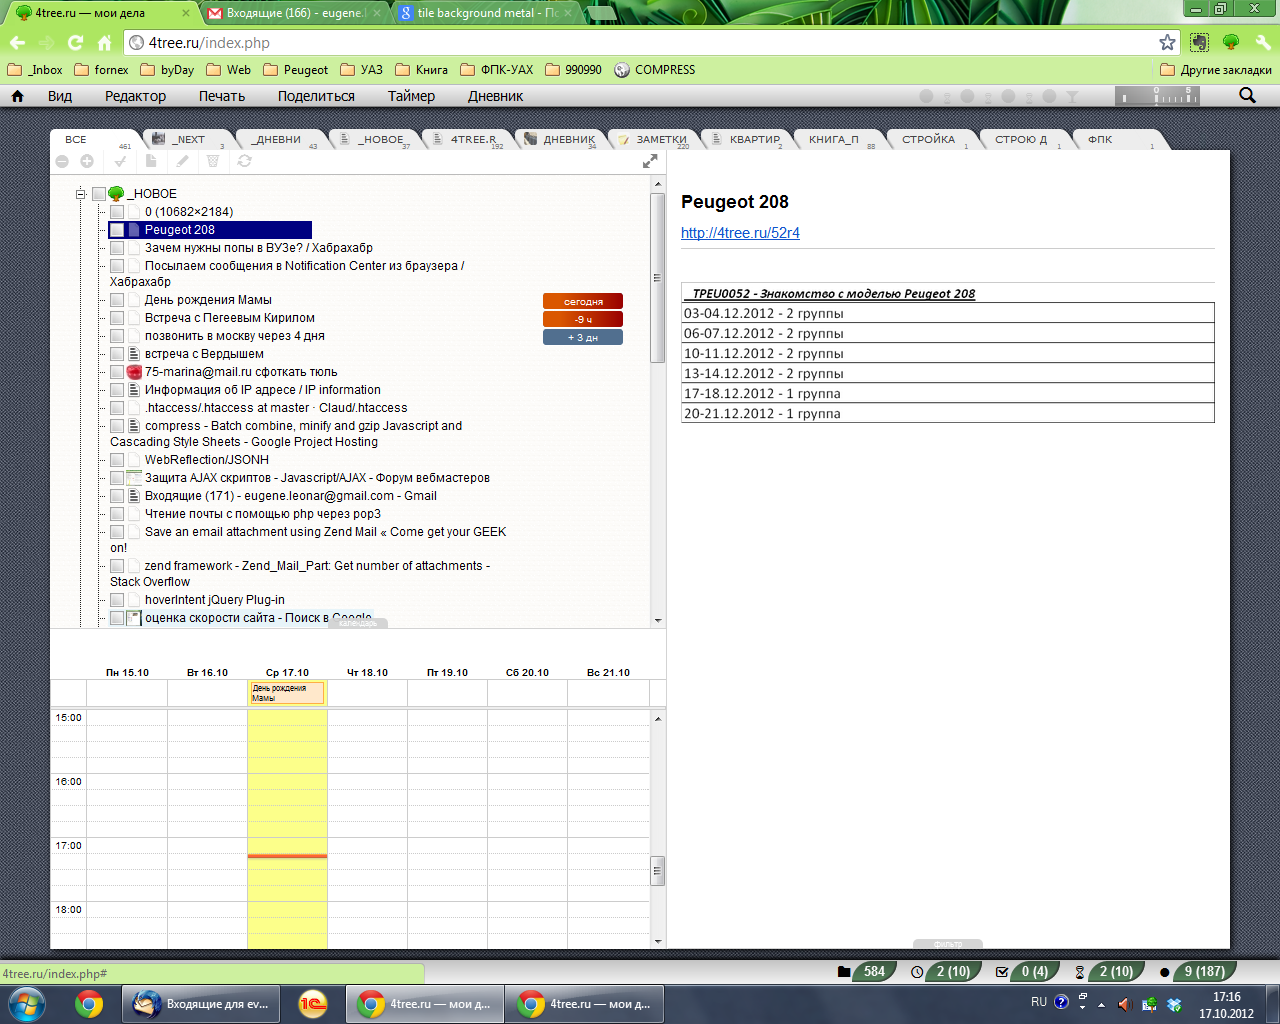 4tree.ru — мои дела
Входящие (166) - eugene.
tile background metal - По
4tree.ru/index.php
_Inbox
fornex
byDay
Web
Peugeot
УАЗ
Книга
ФПК-УАХ
990990
COMPRESS
Другие закладки
Вид
Редактор
Печать
Поделиться
Таймер
Дневник
0 5
ВСЕ 461
_NEXT 3
_ДНЕВНИ 43
_НОВОЕ 37
4TREE.R 192
ДНЕВНИК 34
ЗАМЕТКИ 220
КВАРТИР 2
КНИГА_П 88
СТРОЙКА 1
СТРОЮ Д 1
ФПК 1
_НОВОЕ
0 (10682×2184)
Peugeot 208
Зачем нужны попы в ВУЗе? / Хабрахабр
Посылаем сообщения в Notification Center из браузера /
Хабрахабр
День рождения Мамы
сегодня
Встреча с Пегеевым Кирилом
-9 ч
позвонить в москву через 4 дня
+ 3 дн
встреча с Вердышем
75-marina@mail.ru сфоткать тюль
Информация об IP адресе / IP information
.htaccess/.htaccess at master · Claud/.htaccess
compress - Batch combine, minify and gzip Javascript and
Cascading Style Sheets - Google Project Hosting
WebReflection/JSONH
Защита AJAX скриптов - Javascript/AJAX - Форум вебмастеров
Входящие (171) - eugene.leonar@gmail.com - Gmail
Чтение почты с помощью php через pop3
Save an email attachment using Zend Mail « Come get your GEEK
on!
zend framework - Zend_Mail_Part: Get number of attachments -
Stack Overflow
hoverIntent jQuery Plug-in
оценка скорости сайта - Поиск в Google
календарь
Пн 15.10
Вт 16.10
Ср 17.10
Чт 18.10
Пт 19.10
Сб 20.10
Вс 21.10
День рождения
Мамы
15:00
16:00
17:00
18:00
Peugeot 208
http://4tree.ru/52r4
TPEU0052 - Знакомство с моделью Peugeot 208
03-04.12.2012 - 2 группы
06-07.12.2012 - 2 группы
10-11.12.2012 - 2 группы
13-14.12.2012 - 2 группы
17-18.12.2012 - 1 группа
20-21.12.2012 - 1 группа
фильтр
4tree.ru/index.php#
584
2 (10)
0 (4)
2 (10)
9 (187)
Входящие для ev...
1С
4tree.ru — мои д...
4tree.ru — мои д...
RU
17:16
17.10.2012